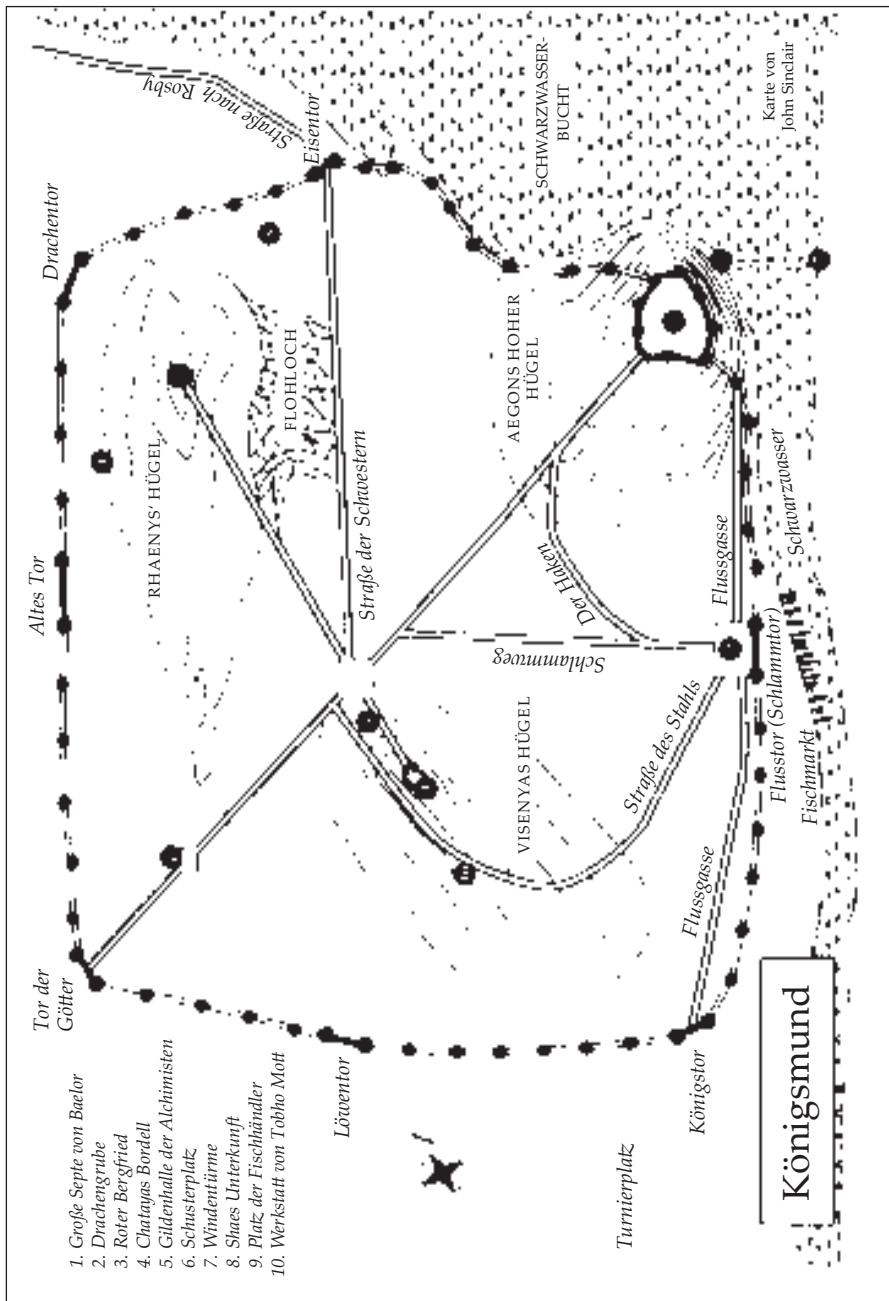 1. Große Septe von Baelor
2. Drachengrube
3. Roter Bergfried
4. Chatayas Bordell
5. Gildenhalle der Alchimisten
6. Schusterplatz
7. Windentürme
8. Shaes Unterkunft
9. Platz der Fischhändler
10. Werkstatt von Tobho Mott
Tor der
Götter
Altes Tor
Drachentor
Straße nach Rosby
Eisentor
RHAENYS' HÜGEL
FLOHLOCH
Straße der Schwestern
Löwentor
VISENYAS HÜGEL
AEGONS HOHER
HÜGEL
SCHWARZWASSER-
BUCHT
Schlammweg
Der Haken
Straße des Stahls
Turnierplatz
Königstor
Flussgasse
Flussgasse
Flusstor (Schlammtor)
Fischmarkt
Schwarzwasser
Karte von
John Sinclair
Königsmund